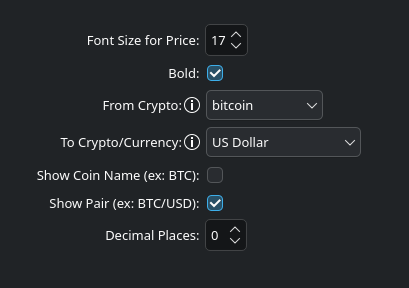 Font Size for Price: 17
Bold:
From Crypto: bitcoin
To Crypto/Currency: US Dollar
Show Coin Name (ex: BTC):
Show Pair (ex: BTC/USD):
Decimal Places: 0